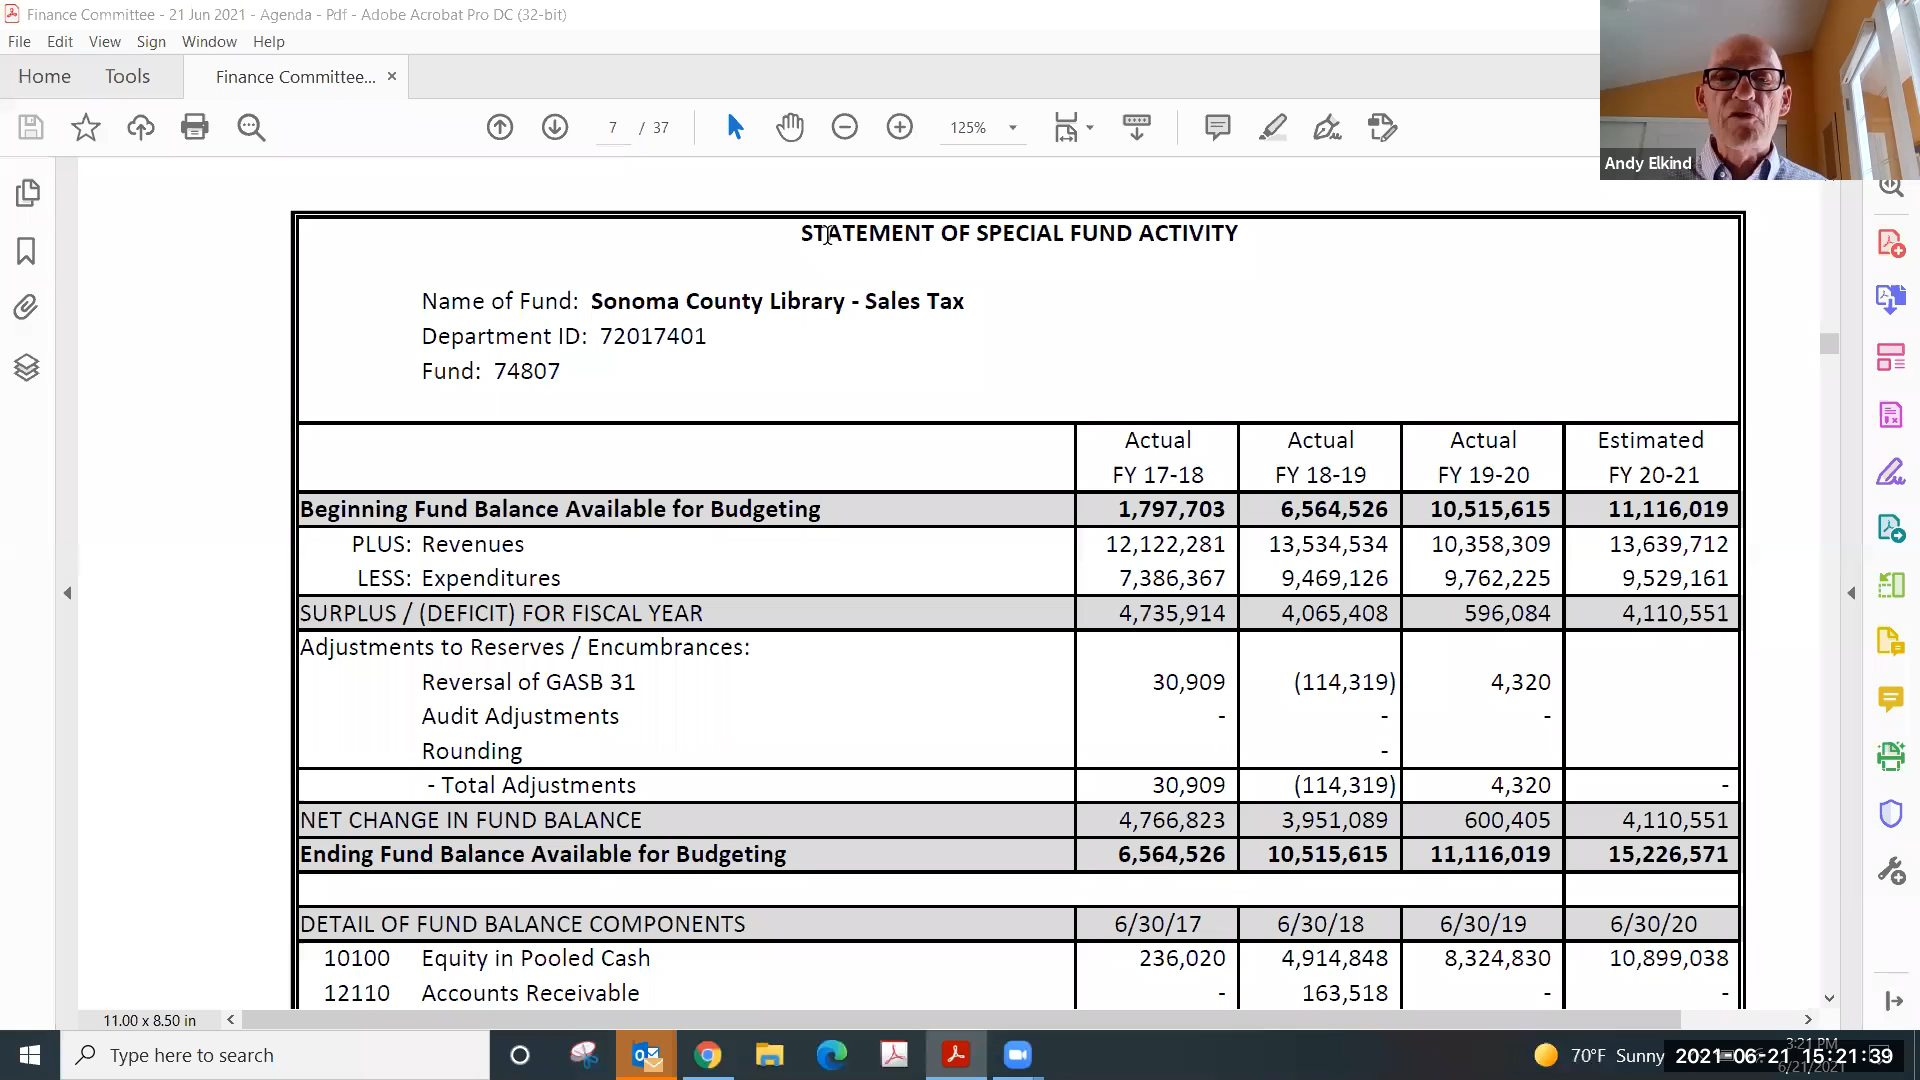 Finance Committee - 21 Jun 2021 - Agenda - Pdf - Adobe Acrobat Pro DC (32-bit)
File Edit View Sign Window Help
Home Tools Finance Committee... ×
7 / 37 125%
Andy Elkind
STATEMENT OF SPECIAL FUND ACTIVITY
Name of Fund: Sonoma County Library - Sales Tax
Department ID: 72017401
Fund: 74807
Actual Actual Actual Estimated
FY 17-18 FY 18-19 FY 19-20 FY 20-21
Beginning Fund Balance Available for Budgeting 1,797,703 6,564,526 10,515,615 11,116,019
PLUS: Revenues 12,122,281 13,534,534 10,358,309 13,639,712
LESS: Expenditures 7,386,367 9,469,126 9,762,225 9,529,161
SURPLUS / (DEFICIT) FOR FISCAL YEAR 4,735,914 4,065,408 596,084 4,110,551
Adjustments to Reserves / Encumbrances:
Reversal of GASB 31 30,909 (114,319) 4,320
Audit Adjustments - - -
Rounding -
- Total Adjustments 30,909 (114,319) 4,320 -
NET CHANGE IN FUND BALANCE 4,766,823 3,951,089 600,405 4,110,551
Ending Fund Balance Available for Budgeting 6,564,526 10,515,615 11,116,019 15,226,571
DETAIL OF FUND BALANCE COMPONENTS 6/30/17 6/30/18 6/30/19 6/30/20
10100 Equity in Pooled Cash 236,020 4,914,848 8,324,830 10,899,038
12110 Accounts Receivable - 163,518 - -
11.00 x 8.50 in
Type here to search
70°F Sunny
3:21 PM
2021-06-21 15:21:39
6/21/2021